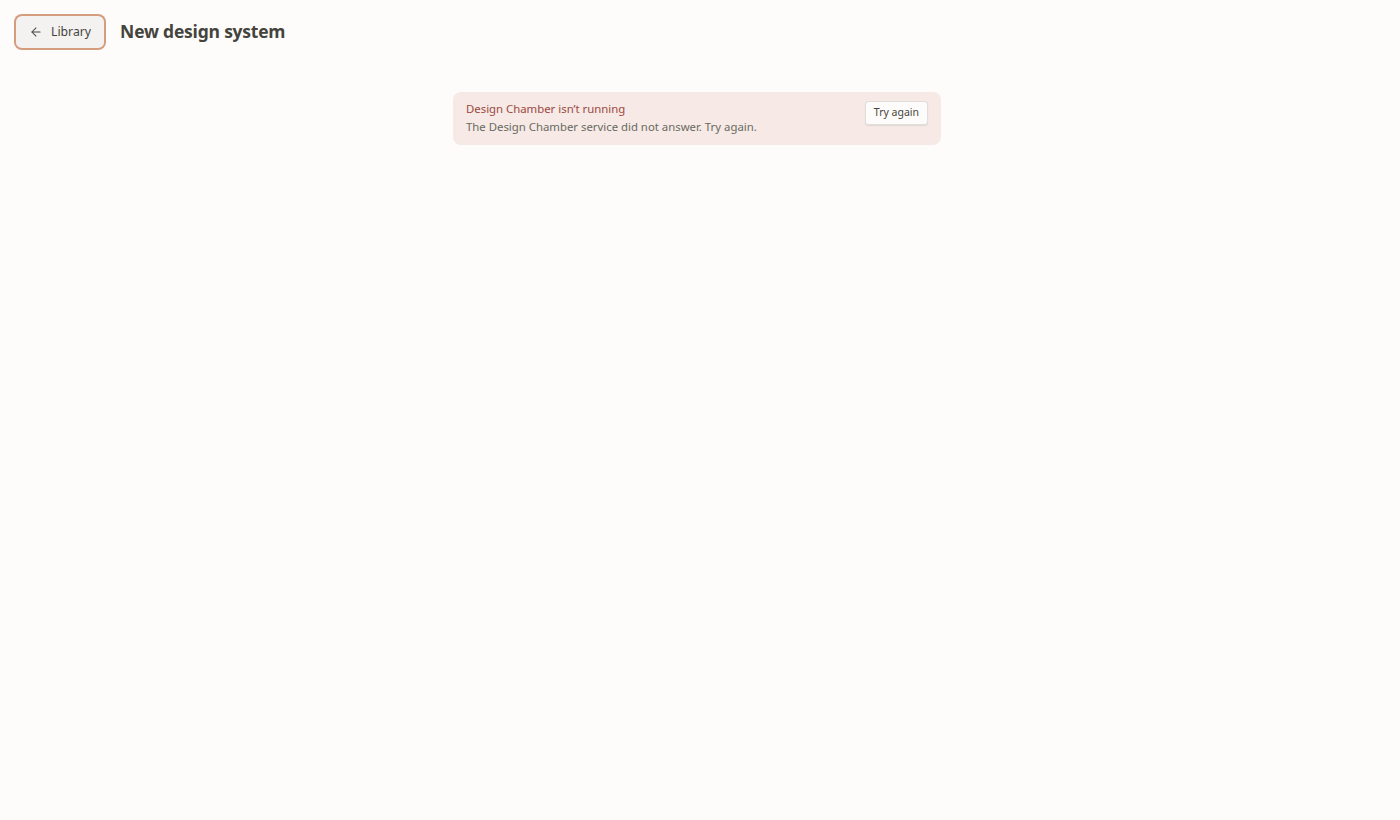 Library
New design system
Design Chamber isn't running
The Design Chamber service did not answer. Try again.
Try again